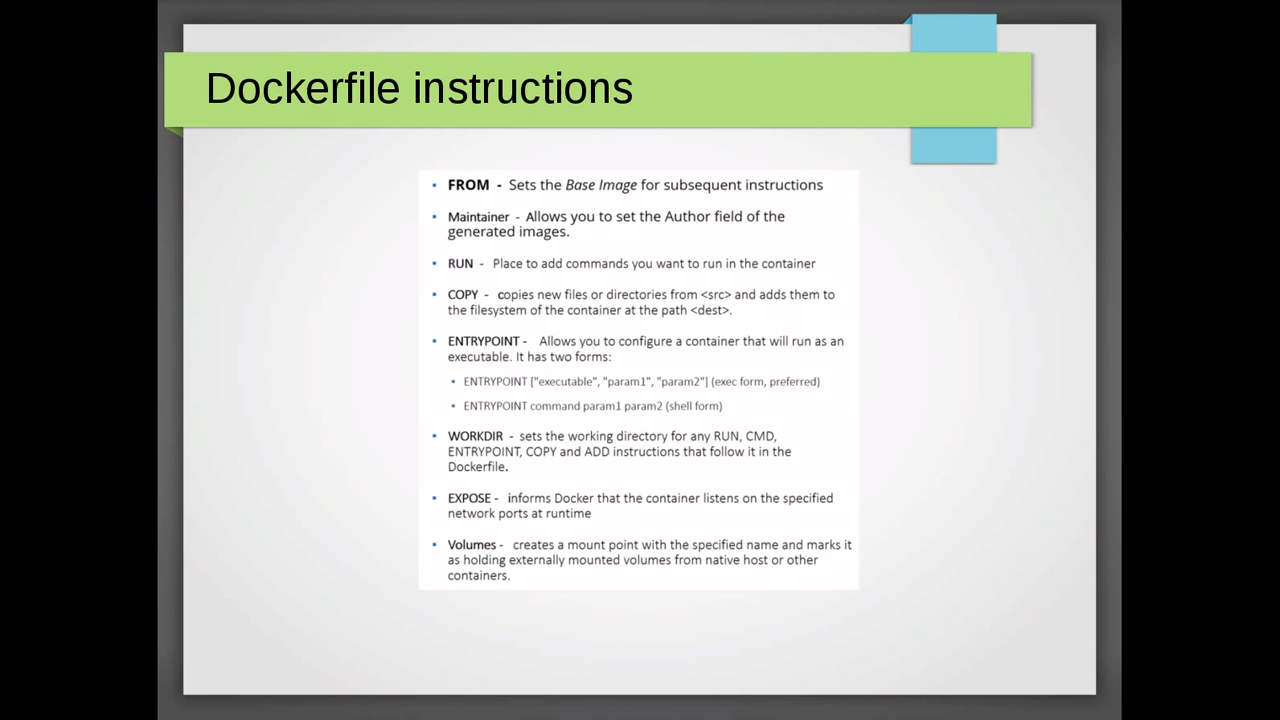 Dockerfile instructions
• FROM - Sets the Base Image for subsequent instructions
• Maintainer - Allows you to set the Author field of the
generated images.
• RUN - Place to add commands you want to run in the container
• COPY - copies new files or directories from <src> and adds them to
the filesystem of the container at the path <dest>.
• ENTRYPOINT - Allows you to configure a container that will run as an
executable. It has two forms:
• ENTRYPOINT ["executable", "param1", "param2"] (exec form, preferred)
• ENTRYPOINT command param1 param2 (shell form)
• WORKDIR - sets the working directory for any RUN, CMD,
ENTRYPOINT, COPY and ADD instructions that follow it in the
Dockerfile.
• EXPOSE - informs Docker that the container listens on the specified
network ports at runtime
• Volumes - creates a mount point with the specified name and marks it
as holding externally mounted volumes from native host or other
containers.